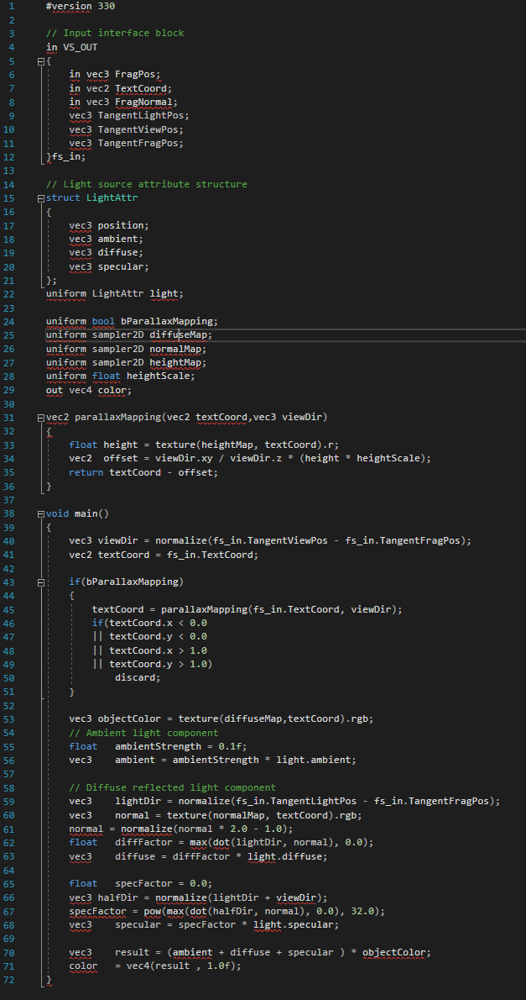 1 #version 330
2
3 // Input interface block
4 in VS_OUT
5 {
6 in vec3 FragPos;
7 in vec2 TextCoord;
8 in vec3 FragNormal;
9 vec3 TangentLightPos;
10 vec3 TangentViewPos;
11 vec3 TangentFragPos;
12 }fs_in;
13
14 // Light source attribute structure
15 struct LightAttr
16 {
17 vec3 position;
18 vec3 ambient;
19 vec3 diffuse;
20 vec3 specular;
21 };
22 uniform LightAttr light;
23
24 uniform bool bParallaxMapping;
25 uniform sampler2D diffuseMap;
26 uniform sampler2D normalMap;
27 uniform sampler2D heightMap;
28 uniform float heightScale;
29 out vec4 color;
30
31 vec2 parallaxMapping(vec2 textCoord,vec3 viewDir)
32 {
33 float height = texture(heightMap, textCoord).r;
34 vec2  offset = viewDir.xy / viewDir.z * (height * heightScale);
35 return textCoord - offset;
36 }
37
38 void main()
39 {
40 vec3 viewDir = normalize(fs_in.TangentViewPos - fs_in.TangentFragPos);
41 vec2 textCoord = fs_in.TextCoord;
42
43 if(bParallaxMapping)
44 {
45 textCoord = parallaxMapping(fs_in.TextCoord, viewDir);
46 if(textCoord.x < 0.0
47 || textCoord.y < 0.0
48 || textCoord.x > 1.0
49 || textCoord.y > 1.0)
50 discard;
51 }
52
53 vec3 objectColor = texture(diffuseMap,textCoord).rgb;
54 // Ambient light component
55 float   ambientStrength = 0.1f;
56 vec3    ambient = ambientStrength * light.ambient;
57
58 // Diffuse reflected light component
59 vec3    lightDir = normalize(fs_in.TangentLightPos - fs_in.TangentFragPos);
60 vec3    normal = texture(normalMap, textCoord).rgb;
61 normal = normalize(normal * 2.0 - 1.0);
62 float   diffFactor = max(dot(lightDir, normal), 0.0);
63 vec3    diffuse = diffFactor * light.diffuse;
64
65 float   specFactor = 0.0;
66 vec3 halfDir = normalize(lightDir + viewDir);
67 specFactor = pow(max(dot(halfDir, normal), 0.0), 32.0);
68 vec3    specular = specFactor * light.specular;
69
70 vec3    result = (ambient + diffuse + specular ) * objectColor;
71 color   = vec4(result , 1.0f);
72 }